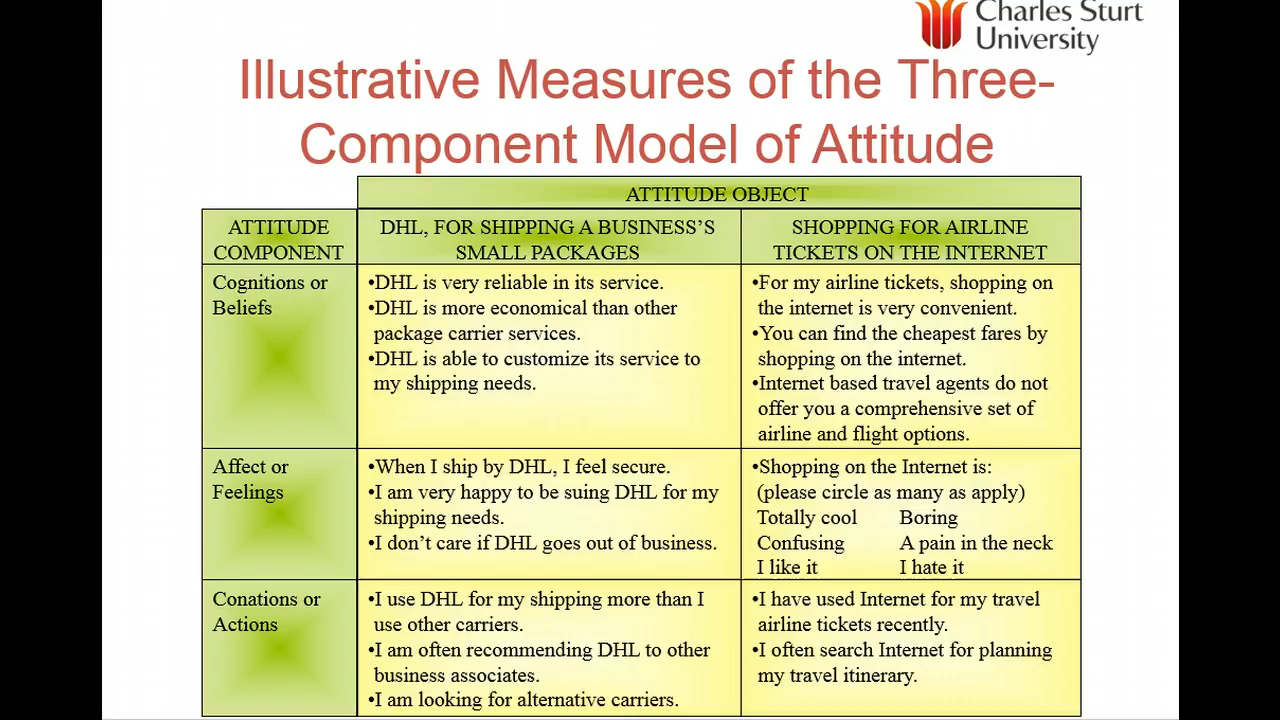 Charles Sturt
University
Illustrative Measures of the Three-
Component Model of Attitude
ATTITUDE OBJECT
ATTITUDE
COMPONENT
DHL, FOR SHIPPING A BUSINESS'S
SMALL PACKAGES
SHOPPING FOR AIRLINE
TICKETS ON THE INTERNET
Cognitions or
Beliefs
•DHL is very reliable in its service.
•DHL is more economical than other
package carrier services.
•DHL is able to customize its service to
my shipping needs.
•For my airline tickets, shopping on
the internet is very convenient.
•You can find the cheapest fares by
shopping on the internet.
•Internet based travel agents do not
offer you a comprehensive set of
airline and flight options.
Affect or
Feelings
•When I ship by DHL, I feel secure.
•I am very happy to be suing DHL for my
shipping needs.
•I don't care if DHL goes out of business.
•Shopping on the Internet is:
(please circle as many as apply)
Totally cool Boring
Confusing A pain in the neck
I like it I hate it
Conations or
Actions
•I use DHL for my shipping more than I
use other carriers.
•I am often recommending DHL to other
business associates.
•I am looking for alternative carriers.
•I have used Internet for my travel
airline tickets recently.
•I often search Internet for planning
my travel itinerary.